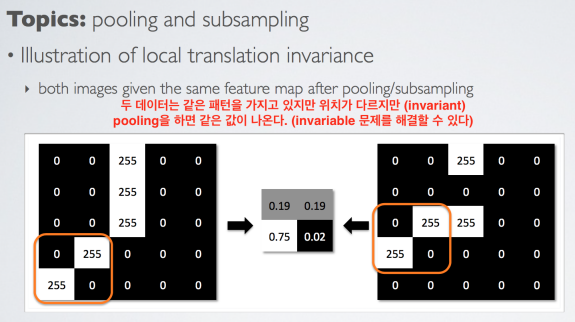 Topics: pooling and subsampling
• Illustration of local translation invariance
‣ both images given the same feature map after pooling/subsampling
두 데이터는 같은 패턴을 가지고 있지만 위치가 다르지만 (invariant)
pooling을 하면 같은 값이 나온다. (invariable 문제를 해결할 수 있다)
0 0 255 0 0
0 0 255 0 0
0 0 255 0 0
0 255 0 0 0
255 0 0 0 0
0.19 0.19
0.75 0.02
0 0 255 0 0
0 0 0 0 0
0 255 255 0 0
255 0 0 0 0
0 0 0 0 0